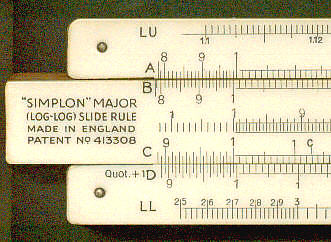 LU
1.1 1.12
8 9 1
A
B
8 9 1
"SIMPLON" MAJOR
(LOG-LOG) SLIDE RULE
MADE IN ENGLAND
PATENT Nº 413308
1 9
C
1 c
Quot.+1 D
9 1 1
LL
2|5 2|6 2|7 2|8 2|9 3